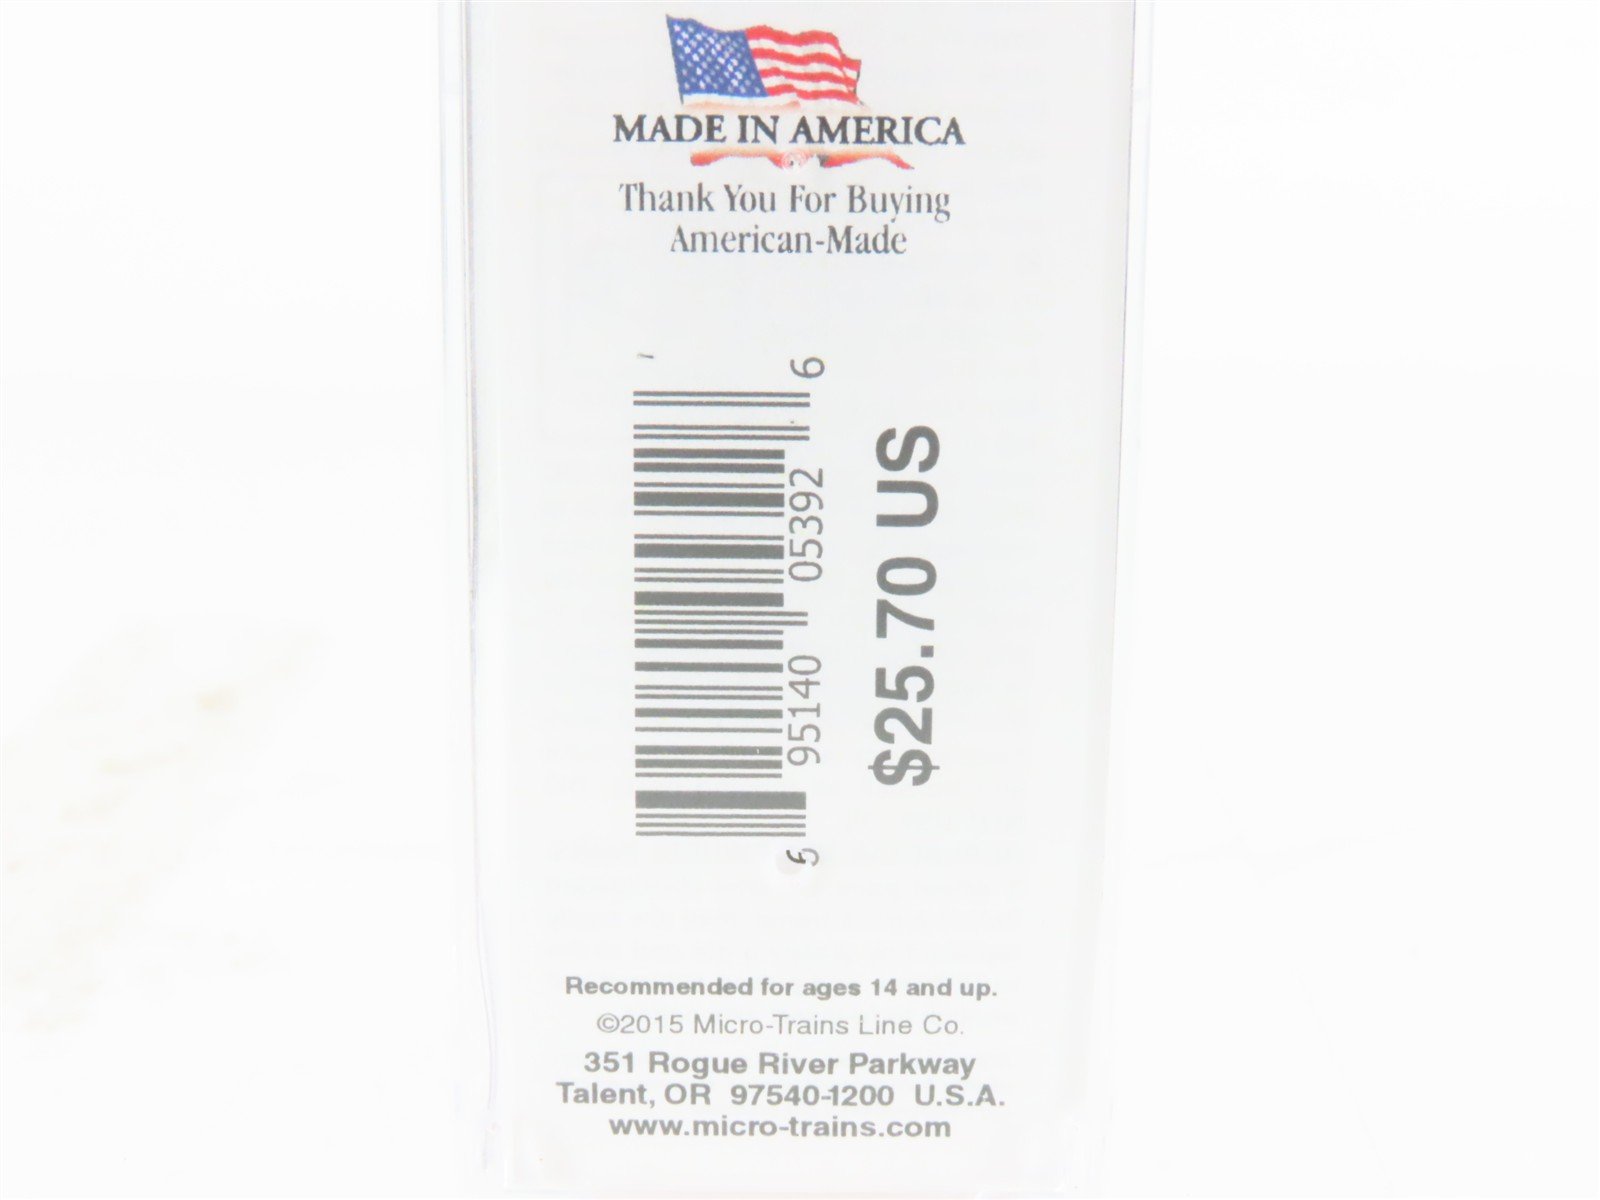 MADE IN AMERICA
Thank You For Buying
American-Made
6 95140 05392 6
$25.70 US
Recommended for ages 14 and up.
©2015 Micro-Trains Line Co.
351 Rogue River Parkway
Talent, OR 97540-1200 U.S.A.
www.micro-trains.com